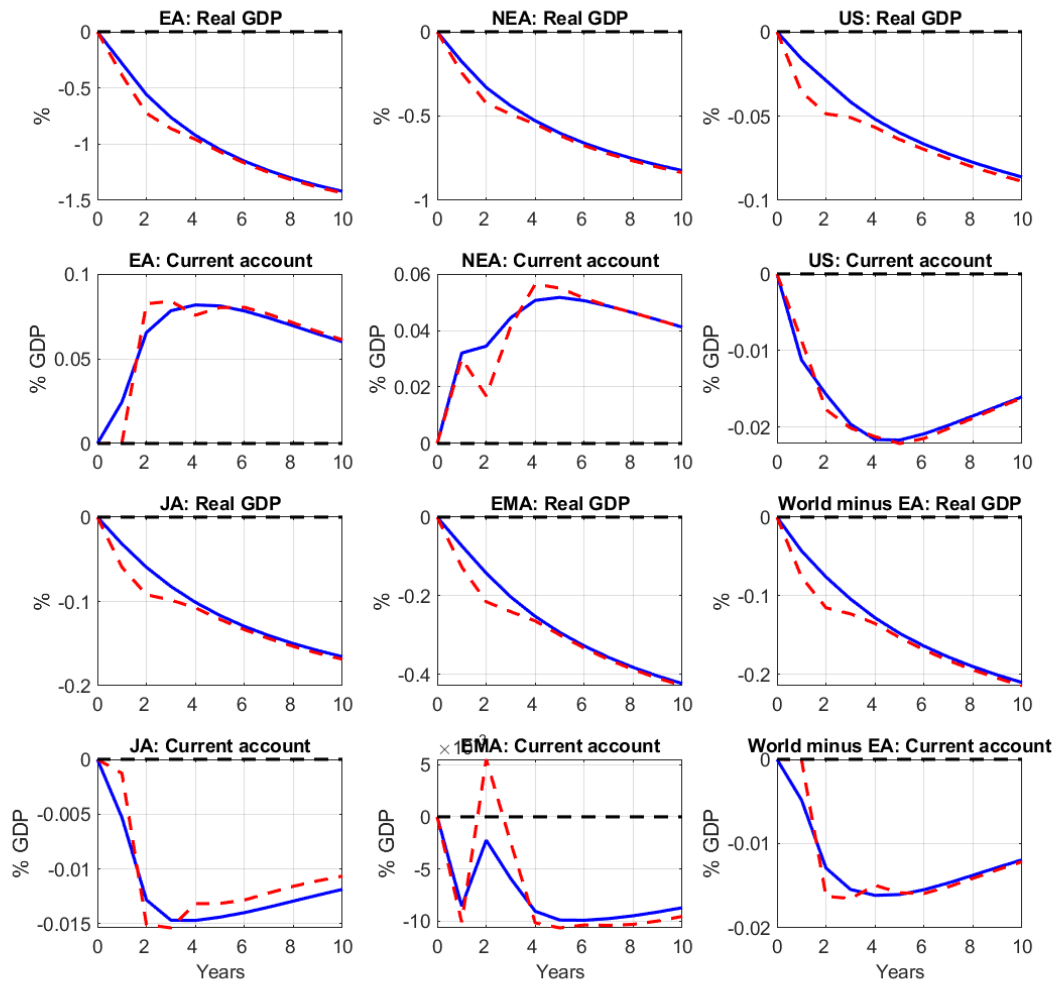 EA: Real GDP
NEA: Real GDP
US: Real GDP
0
-0.5
-1
-1.5
%
0 2 4 6 8 10
0
-0.5
-1
%
0 2 4 6 8 10
0
-0.05
-0.1
%
0 2 4 6 8 10
EA: Current account
NEA: Current account
US: Current account
0.1
0.05
0
% GDP
0 2 4 6 8 10
0.06
0.04
0.02
0
% GDP
0 2 4 6 8 10
0
-0.01
-0.02
% GDP
0 2 4 6 8 10
JA: Real GDP
EMA: Real GDP
World minus EA: Real GDP
0
-0.1
-0.2
%
0 2 4 6 8 10
0
-0.2
-0.4
%
0 2 4 6 8 10
0
-0.1
-0.2
%
0 2 4 6 8 10
JA: Current account
EMA: Current account
World minus EA: Current account
0
-0.005
-0.01
-0.015
% GDP
0 2 4 6 8 10
Years
×10
5
0
-5
-10
% GDP
0 2 4 6 8 10
Years
0
-0.01
-0.02
% GDP
0 2 4 6 8 10
Years